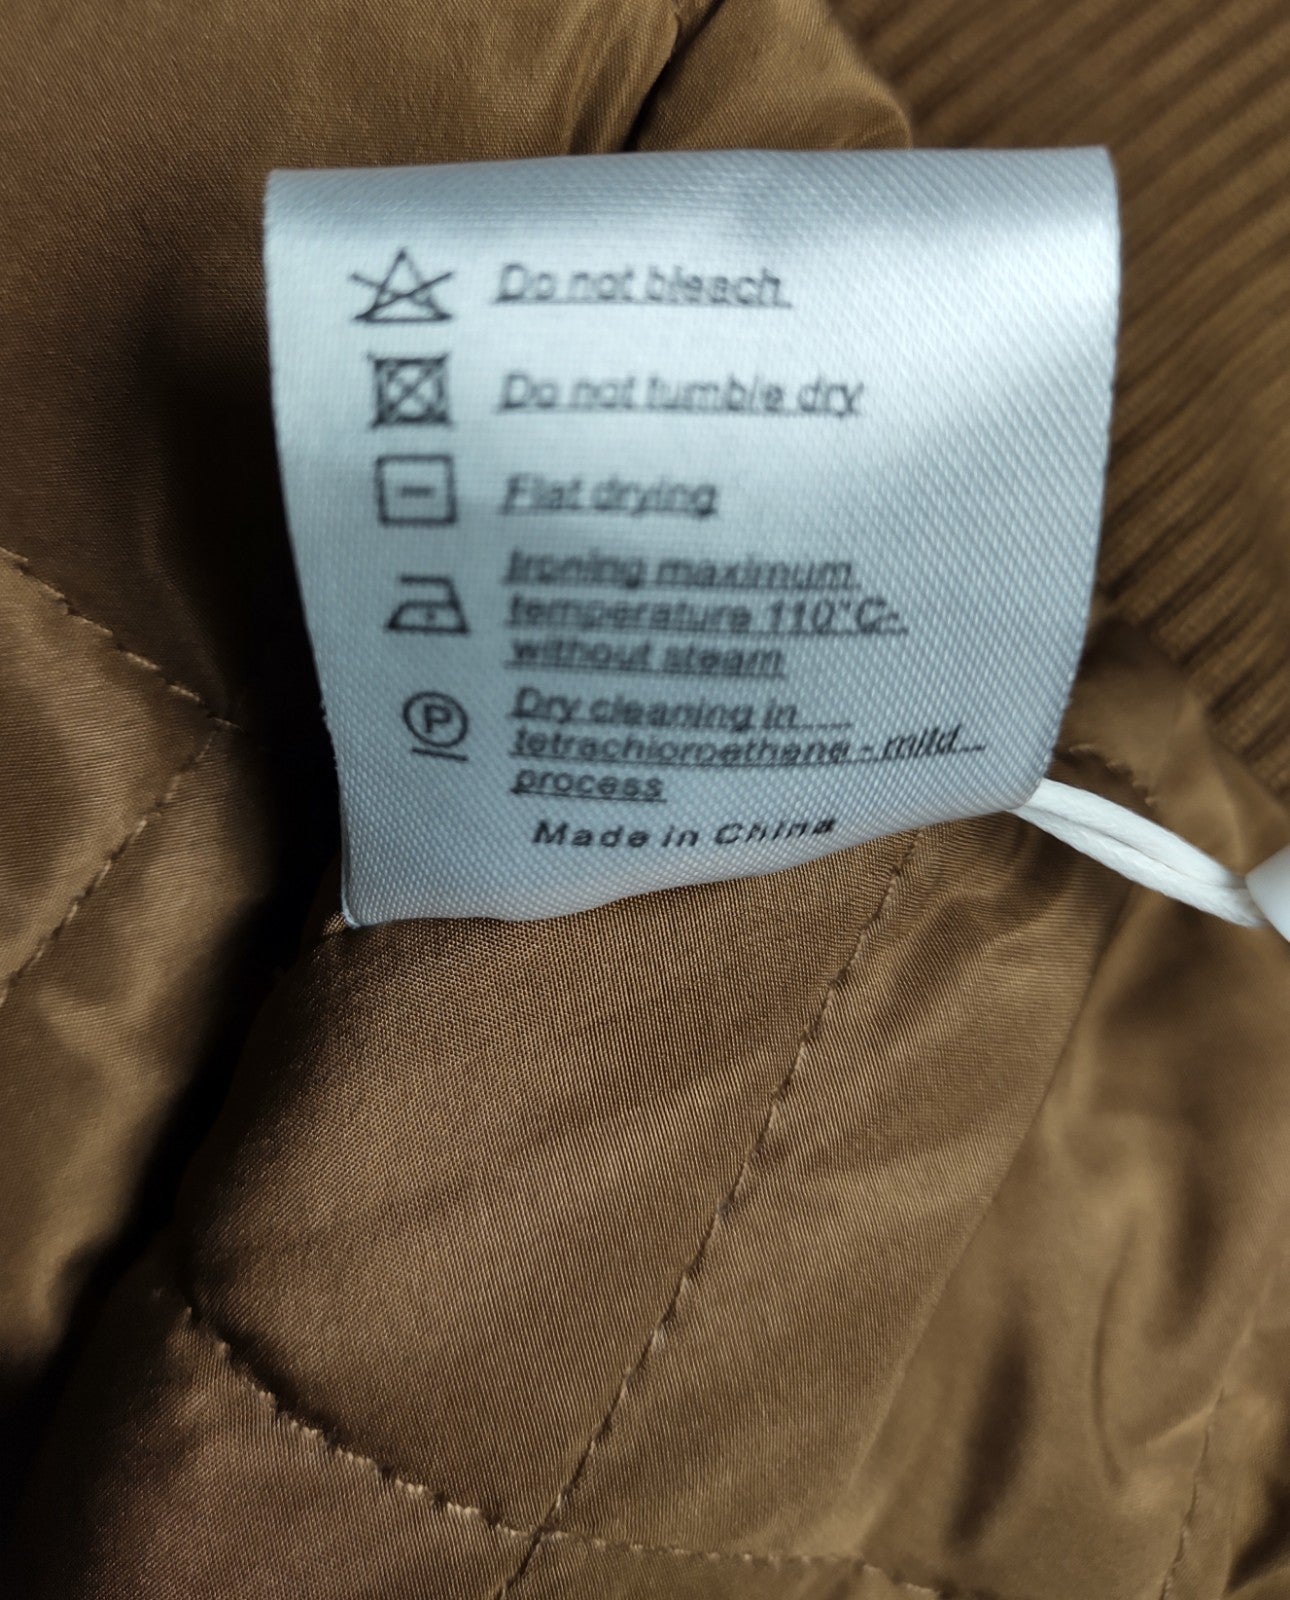 Do not bleach
Do not tumble dry
Flat drying
Ironing maximum
temperature 110°C-
without steam
P
Dry cleaning in
tetrachloroethene - mild
process
Made in China